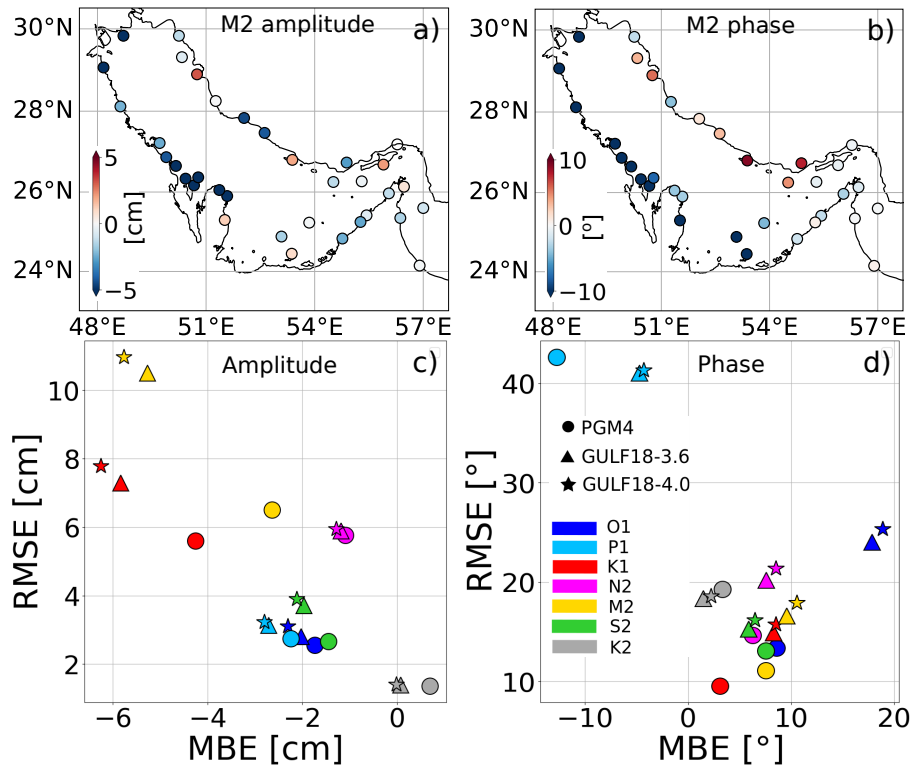 M2 amplitude
a)
30°N
28°N
26°N
24°N
5
0
−5
[cm]
48°E
51°E
54°E
57°E
M2 phase
b)
30°N
28°N
26°N
24°N
10
0
−10
[°]
48°E
51°E
54°E
57°E
Amplitude
c)
RMSE [cm]
10
8
6
4
2
−6
−4
−2
0
MBE [cm]
Phase
d)
RMSE [°]
40
30
20
10
PGM4
GULF18-3.6
GULF18-4.0
O1
P1
K1
N2
M2
S2
K2
−10
0
10
20
MBE [°]